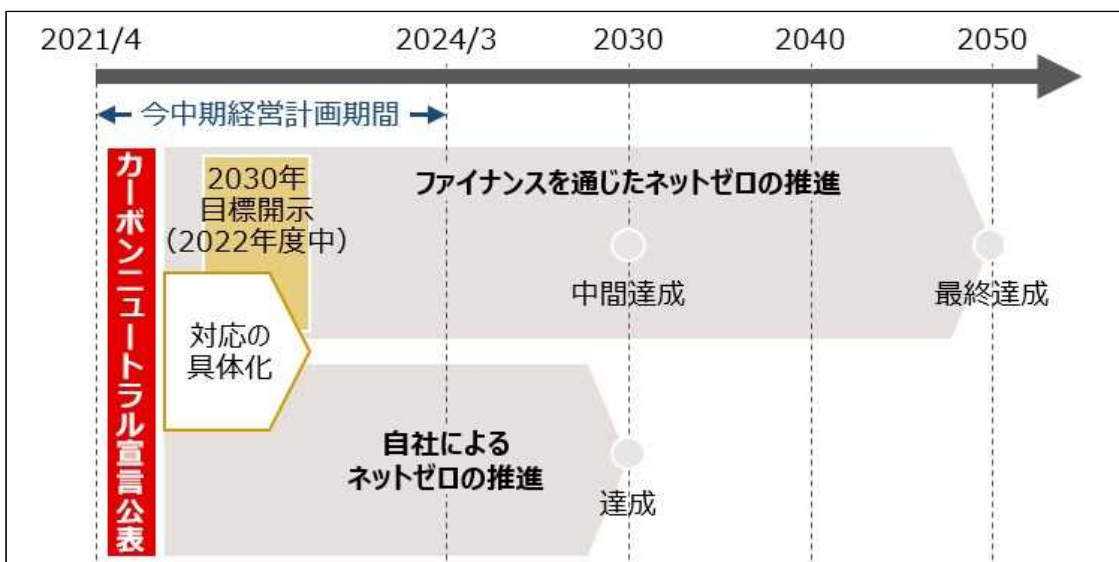 2021/4
2024/3
2030
2040
2050
今中期経営計画期間
カーボンニュートラル宣言公表
2030年
目標開示
（2022年度中）
ファイナンスを通じたネットゼロの推進
中間達成
最終達成
対応の
具体化
自社による
ネットゼロの推進
達成